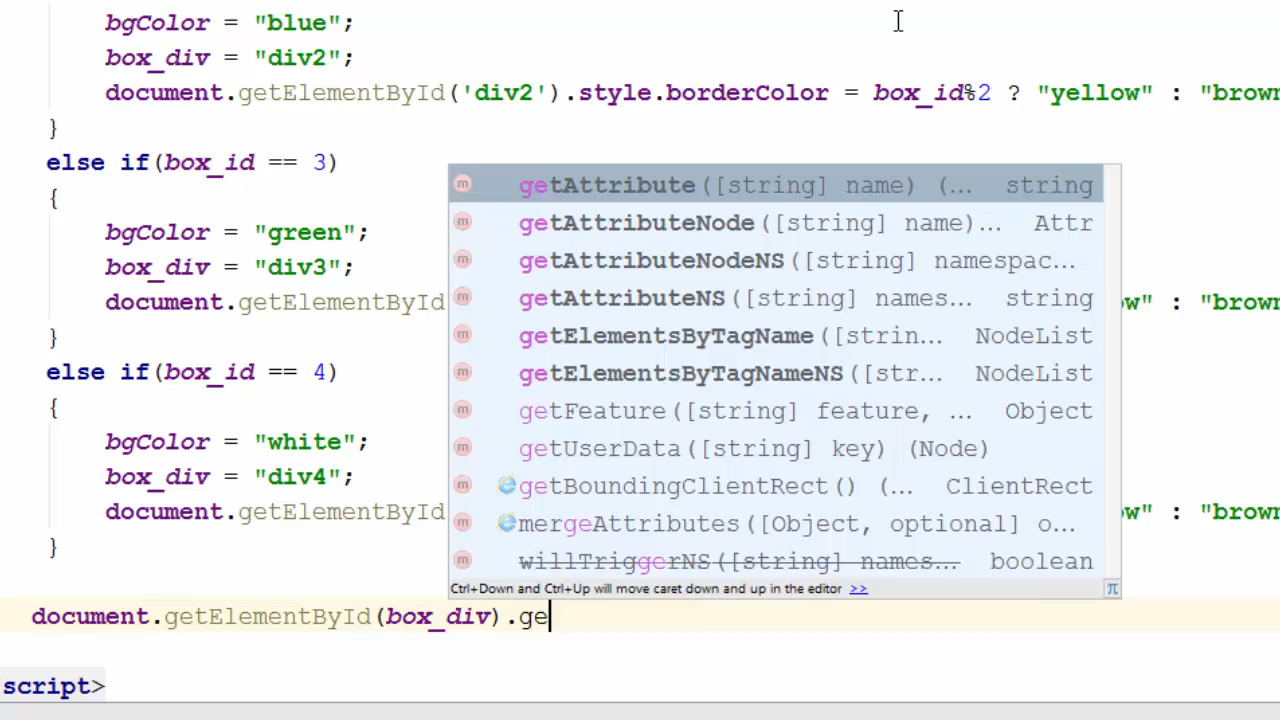 bgColor = "blue";
box_div = "div2";
document.getElementById('div2').style.borderColor = box_id%2 ? "yellow" : "brown
}
else if(box_id == 3)
{
bgColor = "green";
box_div = "div3";
document.getElementById ow" : "brown
}
else if(box_id == 4)
{
bgColor = "white";
box_div = "div4";
document.getElementById ow" : "brown
}
getAttribute([string] name) (... string
getAttributeNode([string] name)... Attr
getAttributeNodeNS([string] namespac...
getAttributeNS([string] names... string
getElementsByTagName([strin... NodeList
getElementsByTagNameNS([str... NodeList
getFeature([string] feature, ... Object
getUserData([string] key) (Node)
getBoundingClientRect() (... ClientRect
mergeAttributes([Object, optional] o...
willTriggerNS([string] names... boolean
Ctrl+Down and Ctrl+Up will move caret down and up in the editor >> π
document.getElementById(box_div).ge
script>